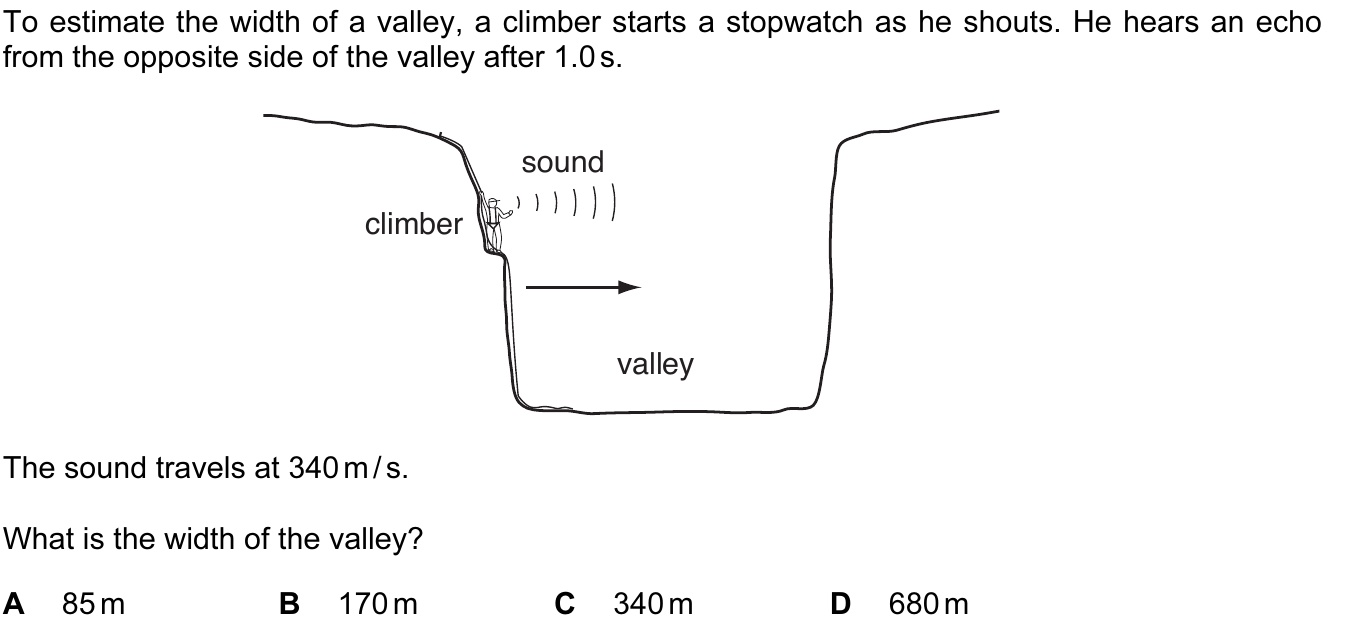 To estimate the width of a valley, a climber starts a stopwatch as he shouts. He hears an echo
from the opposite side of the valley after 1.0 s.
sound
climber
valley
The sound travels at 340 m / s.
What is the width of the valley?
A 85 m B 170 m C 340 m D 680 m